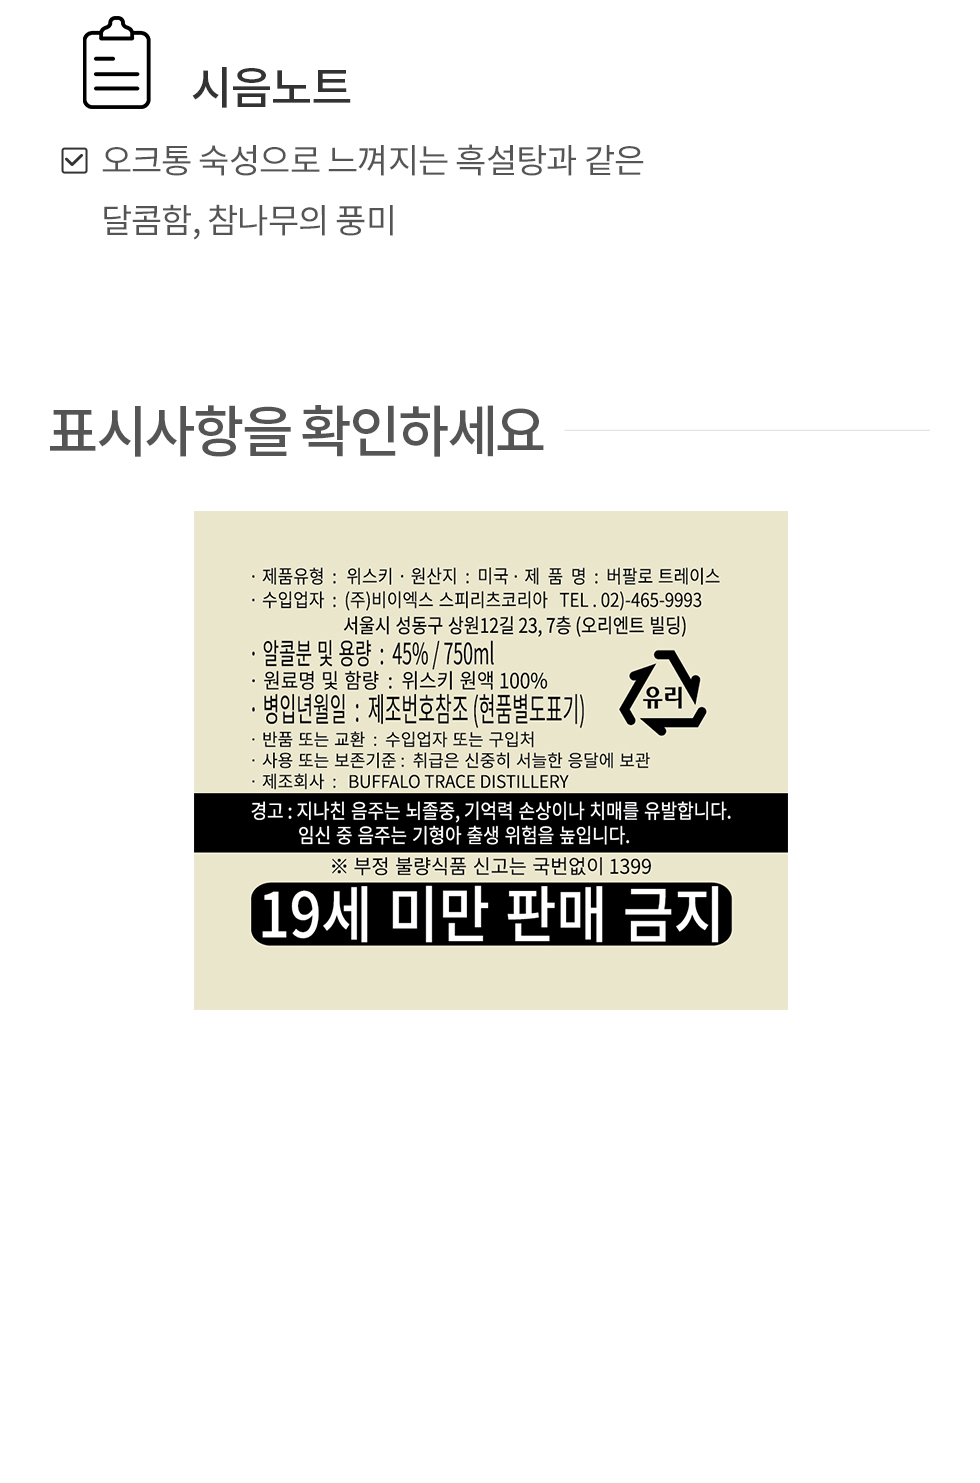 시음노트
오크통 숙성으로 느껴지는 흑설탕과 같은
달콤함, 참나무의 풍미
표시사항을 확인하세요
· 제품유형 : 위스키 · 원산지 : 미국 · 제 품 명 : 버팔로 트레이스
· 수입업자 : (주)비이엑스 스피리츠코리아 TEL . 02)-465-9993
서울시 성동구 상원12길 23, 7층 (오리엔트 빌딩)
· 알콜분 및 용량 : 45% / 750ml
· 원료명 및 함량 : 위스키 원액 100%
유리
· 병입년월일 : 제조번호참조 (현품별도표기)
· 반품 또는 교환 : 수입업자 또는 구입처
· 사용 또는 보존기준 : 취급은 신중히 서늘한 응달에 보관
· 제조회사 : BUFFALO TRACE DISTILLERY
경고 : 지나친 음주는 뇌졸중, 기억력 손상이나 치매를 유발합니다.
임신 중 음주는 기형아 출생 위험을 높입니다.
※ 부정 불량식품 신고는 국번없이 1399
19세 미만 판매 금지